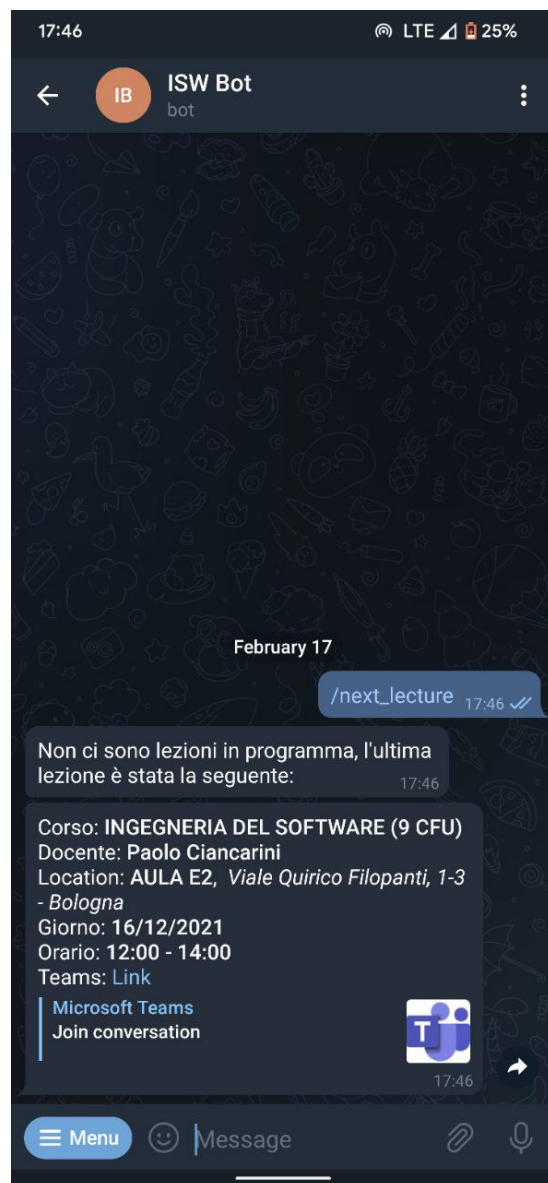 17:46 LTE 25%
IB ISW Bot
bot
February 17
/next_lecture 17:46
Non ci sono lezioni in programma, l'ultima
lezione è stata la seguente: 17:46
Corso: INGEGNERIA DEL SOFTWARE (9 CFU)
Docente: Paolo Ciancarini
Location: AULA E2, Viale Quirico Filopanti, 1-3
- Bologna
Giorno: 16/12/2021
Orario: 12:00 - 14:00
Teams: Link
Microsoft Teams
Join conversation
T
17:46
Menu Message